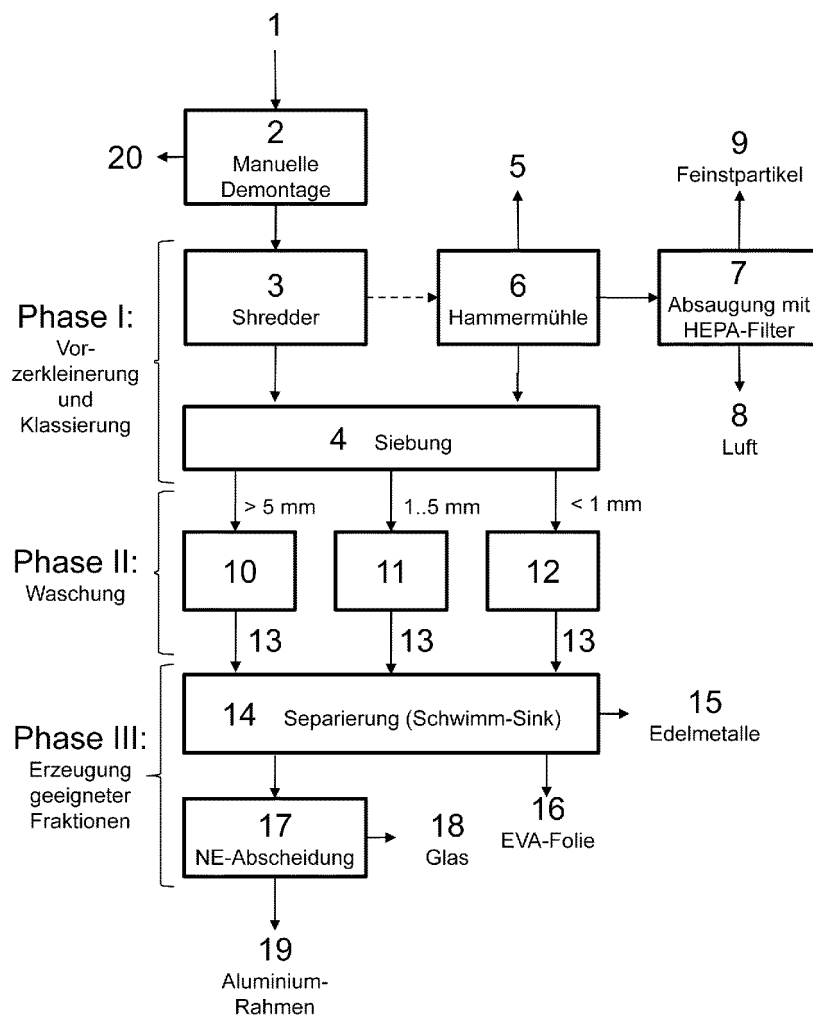 1
2
Manuelle
Demontage
20
5
9
Feinstpartikel
Phase I:
Vor-
zerkleinerung
und
Klassierung
3
Shredder
6
Hammermühle
7
Absaugung mit
HEPA-Filter
8
Luft
4 Siebung
> 5 mm
1..5 mm
< 1 mm
Phase II:
Waschung
10
11
12
13
13
13
Phase III:
Erzeugung
geeigneter
Fraktionen
14 Separierung (Schwimm-Sink)
15
Edelmetalle
16
EVA-Folie
17
NE-Abscheidung
18
Glas
19
Aluminium-
Rahmen